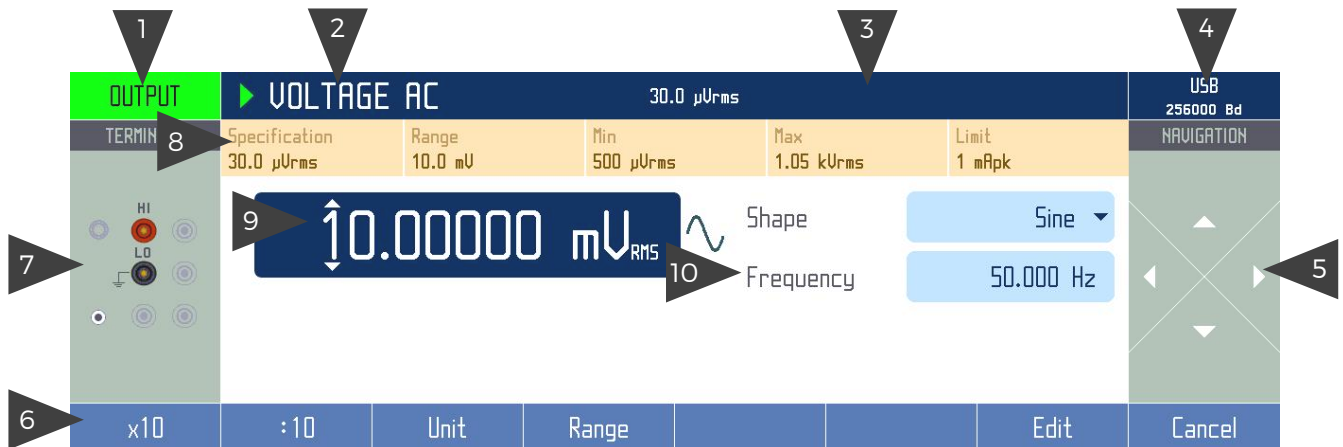 1
2
3
4
OUTPUT
VOLTAGE AC
30.0 µVrms
USB
256000 Bd
8
Specification
Range
Min
Max
Limit
NAVIGATION
30.0 µVrms
10.0 mV
500 µVrms
1.05 kVrms
1 mApk
HI
LO
9
10.00000 mVRMS
Shape
Sine
7
10
Frequency
50.000 Hz
5
6
x10
:10
Unit
Range
Edit
Cancel